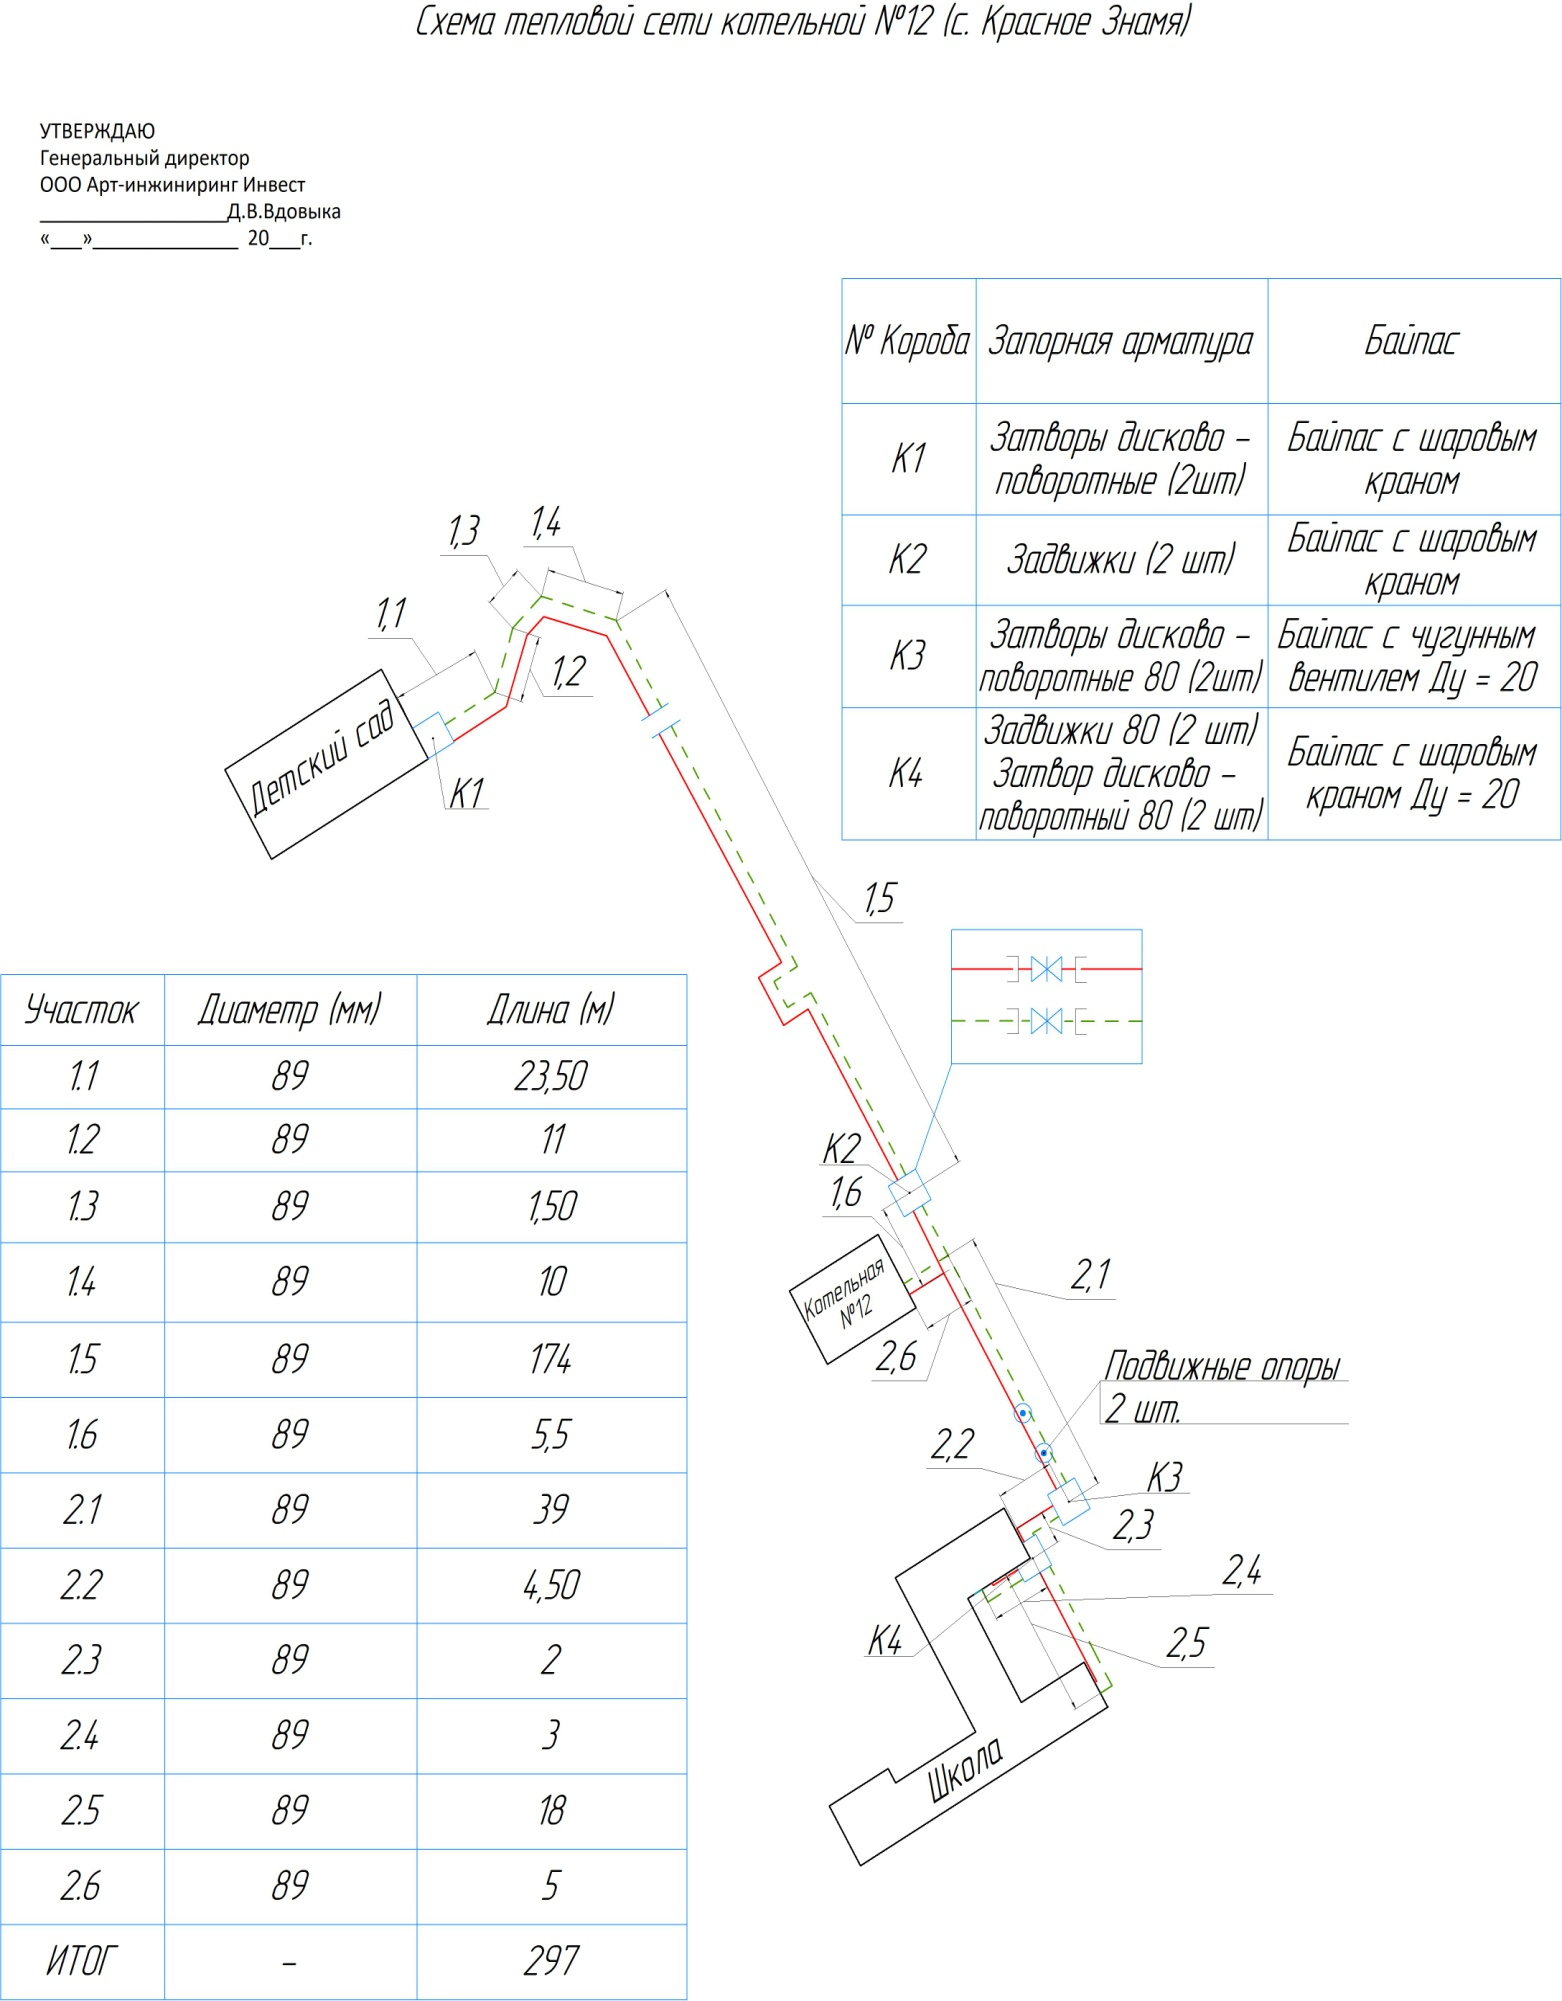 Схема тепловой сети котельной №12 (с. Красное Знамя)
УТВЕРЖДАЮ
Генеральный директор
ООО Арт-инжиниринг Инвест
_________________Д.В.Вдовыка
«___»______________ 20___г.
№ Короба Запорная арматура Байпас
К1
Затворы дисково –
поворотные (2шт)
Байпас с шаровым
краном
К2
Задвижки (2 шт)
Байпас с шаровым
краном
К3
Затворы дисково –
поворотные 80 (2шт)
Байпас с чугунным
вентилем Ду = 20
К4
Задвижки 80 (2 шт)
Затвор дисково –
поворотный 80 (2 шт)
Байпас с шаровым
краном Ду = 20
1,3
1,4
1,1
1,2
Детский сад
К1
1,5
К2
1,6
Котельная
№12
2,1
2,6
Подвижные опоры
2 шт.
2,2
К3
2,3
2,4
К4
2,5
Школа
Участок Диаметр (мм) Длина (м)
1.1 89 23,50
1.2 89 11
1.3 89 1,50
1.4 89 10
1.5 89 174
1.6 89 5,5
2.1 89 39
2.2 89 4,50
2.3 89 2
2.4 89 3
2.5 89 18
2.6 89 5
ИТОГ – 297